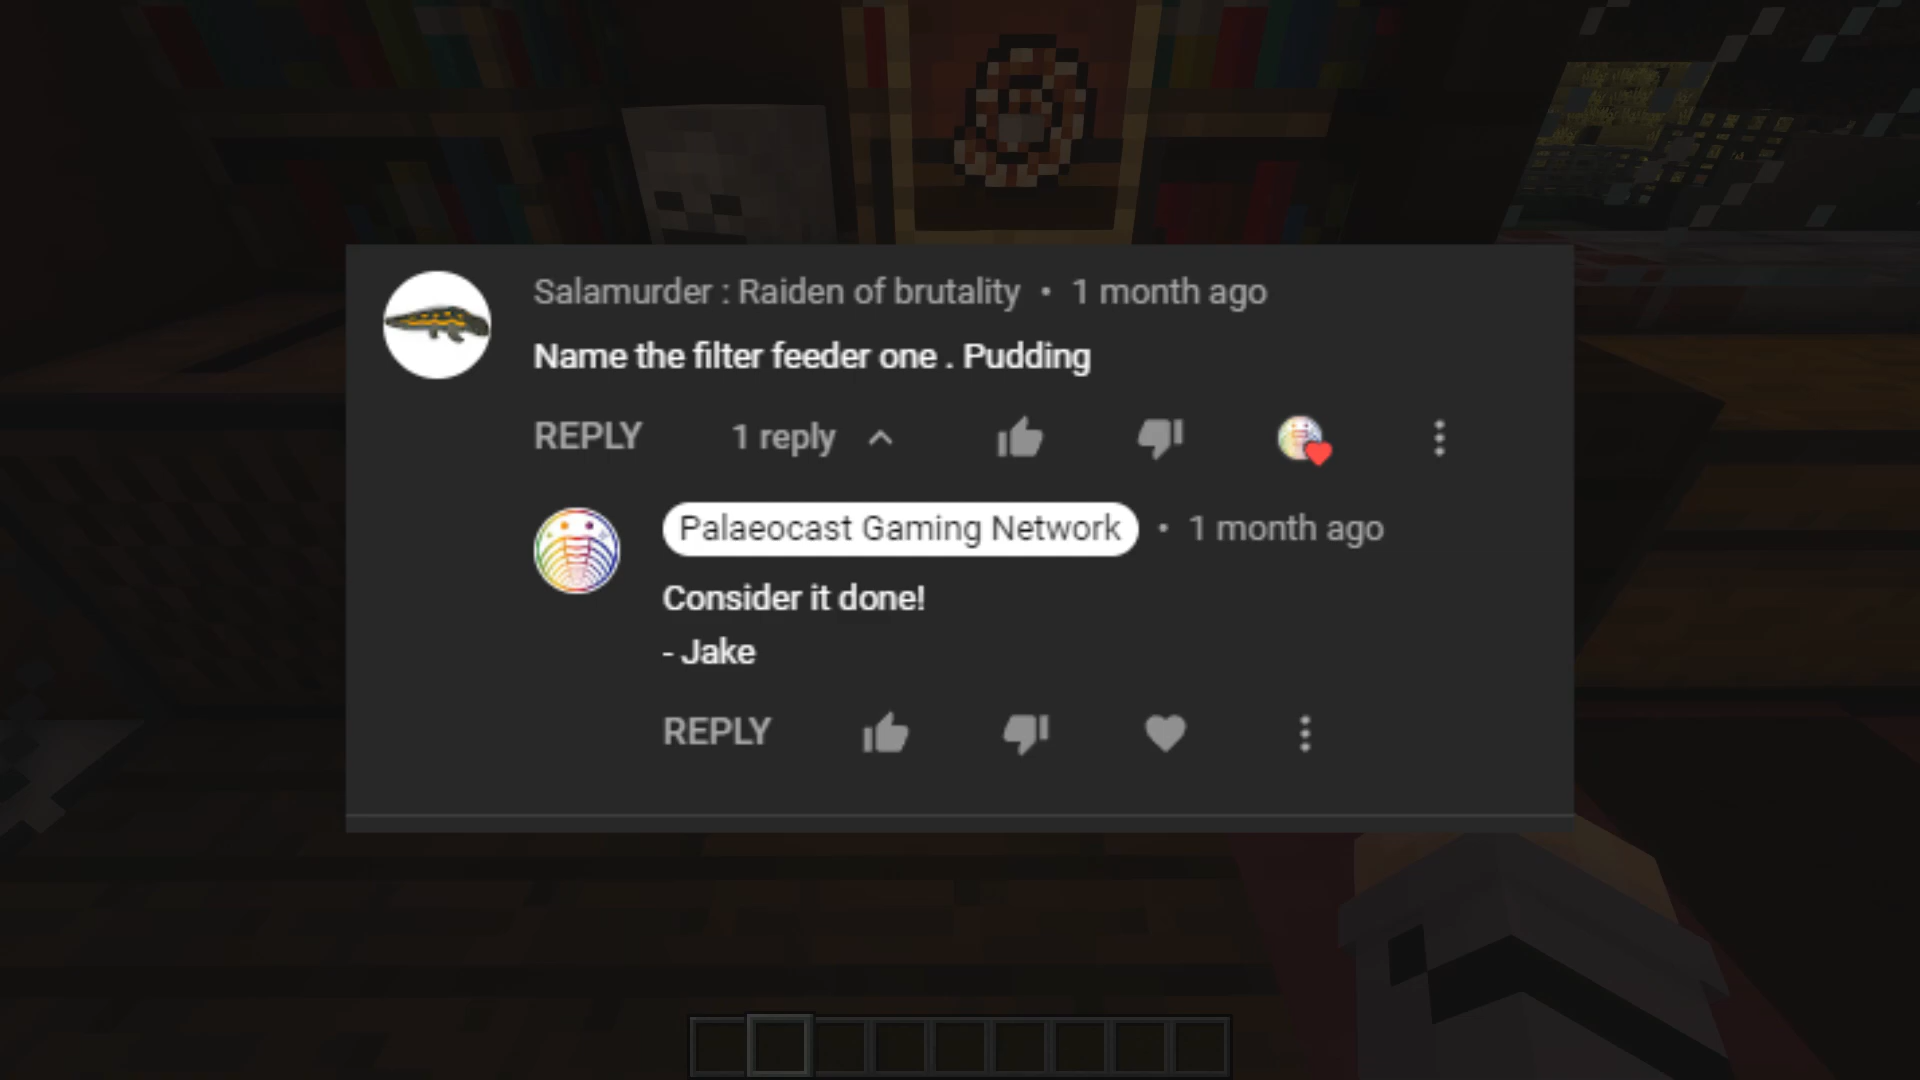 Salamurder : Raiden of brutality • 1 month ago
Name the filter feeder one . Pudding
REPLY 1 reply
Palaeocast Gaming Network • 1 month ago
Consider it done!
- Jake
REPLY